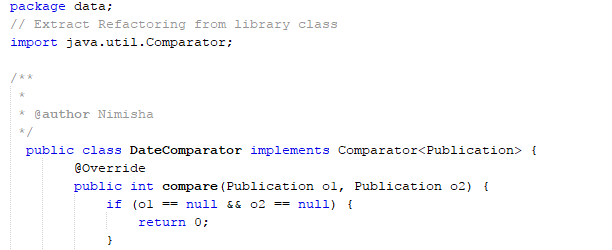 package data;
// Extract Refactoring from library class
import java.util.Comparator;
/**
*
* @author Nimisha
*/
public class DateComparator implements Comparator<Publication> {
@Override
public int compare(Publication o1, Publication o2) {
if (o1 == null && o2 == null) {
return 0;
}